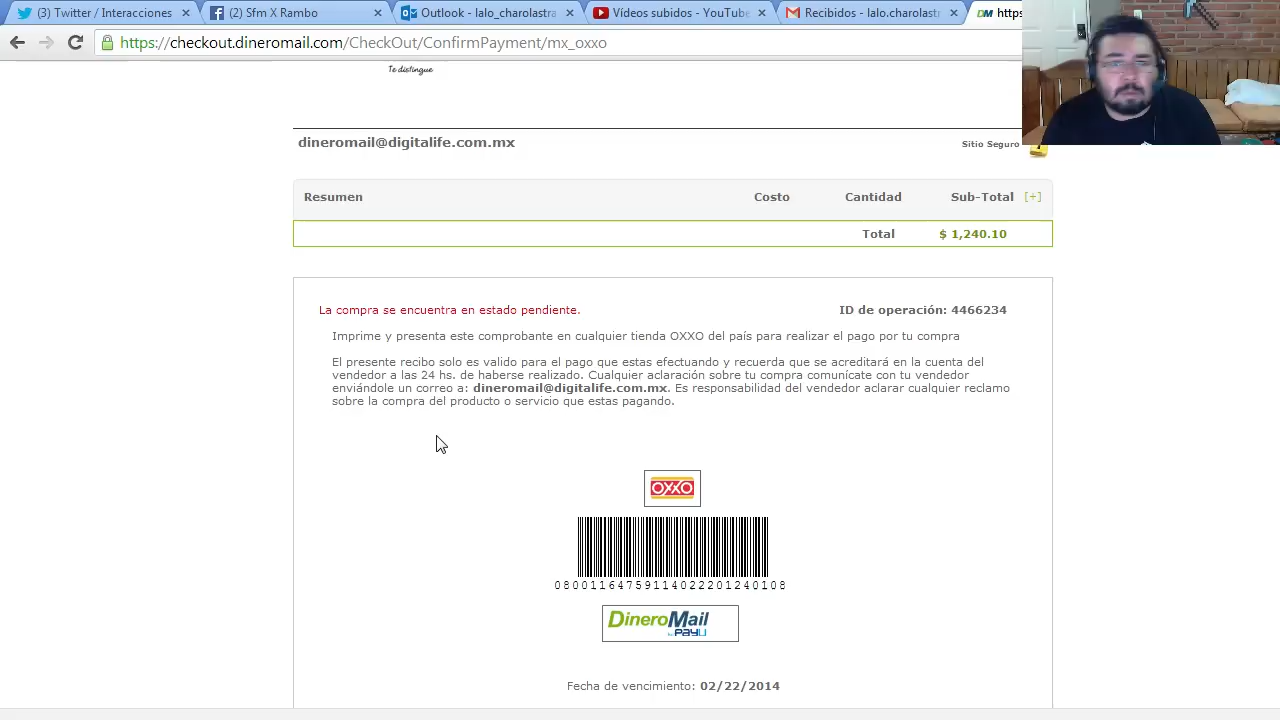 (3) Twitter / Interacciones
(2) Sfm X Rambo
Outlook - charolastra
Vídeos subidos - YouTube
Recibidos - ino.charolast
DM https
https://checkout.dineromail.com/CheckOut/ConfirmPayment/mx_oxxo
Te distingue
dineromail@digitalife.com.mx
Sitio Seguro
Resumen Costo Cantidad Sub-Total [+]
Total $ 1,240.10
La compra se encuentra en estado pendiente. ID de operación: 4466234
Imprime y presenta este comprobante en cualquier tienda OXXO del país para realizar el pago por tu compra
El presente recibo solo es valido para el pago que estas efectuando y recuerda que se acreditará en la cuenta del
vendedor a las 24 hs. de haberse realizado. Cualquier aclaración sobre tu compra comunícate con tu vendedor
enviándole un correo a: dineromail@digitalife.com.mx. Es responsabilidad del vendedor aclarar cualquier reclamo
sobre la compra del producto o servicio que estas pagando.
OXXO
08001164759114022201240108
DineroMail
by PAYU
Fecha de vencimiento: 02/22/2014